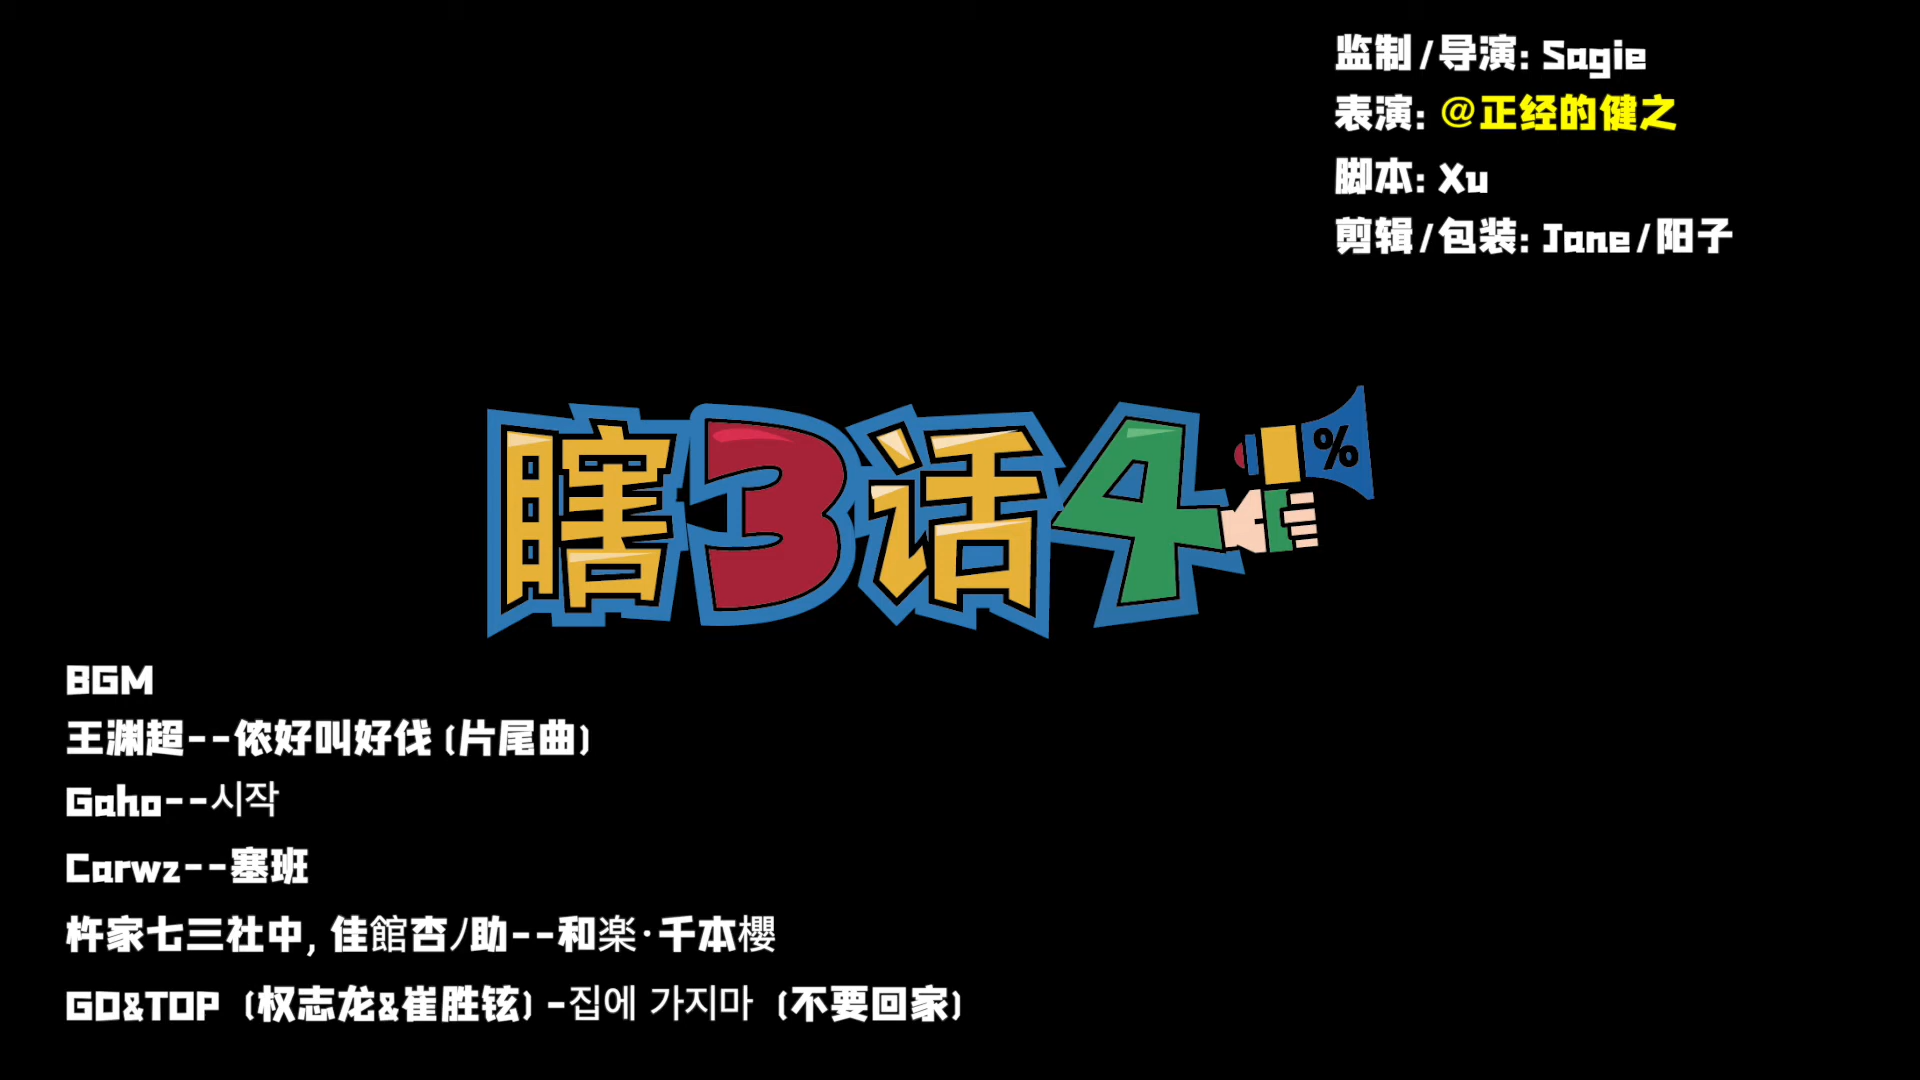 监制/导演: Sagie
表演: @正经的健之
脚本: Xu
剪辑/包装: Jane/阳子
瞎3话4
%
BGM
王渊超--侬好叫好伐 (片尾曲)
Gaho--시작
Carwz--塞班
杵家七三社中, 佳館杏ノ助--和楽·千本櫻
GD&TOP (权志龙&崔胜铉) -집에 가지마 (不要回家)